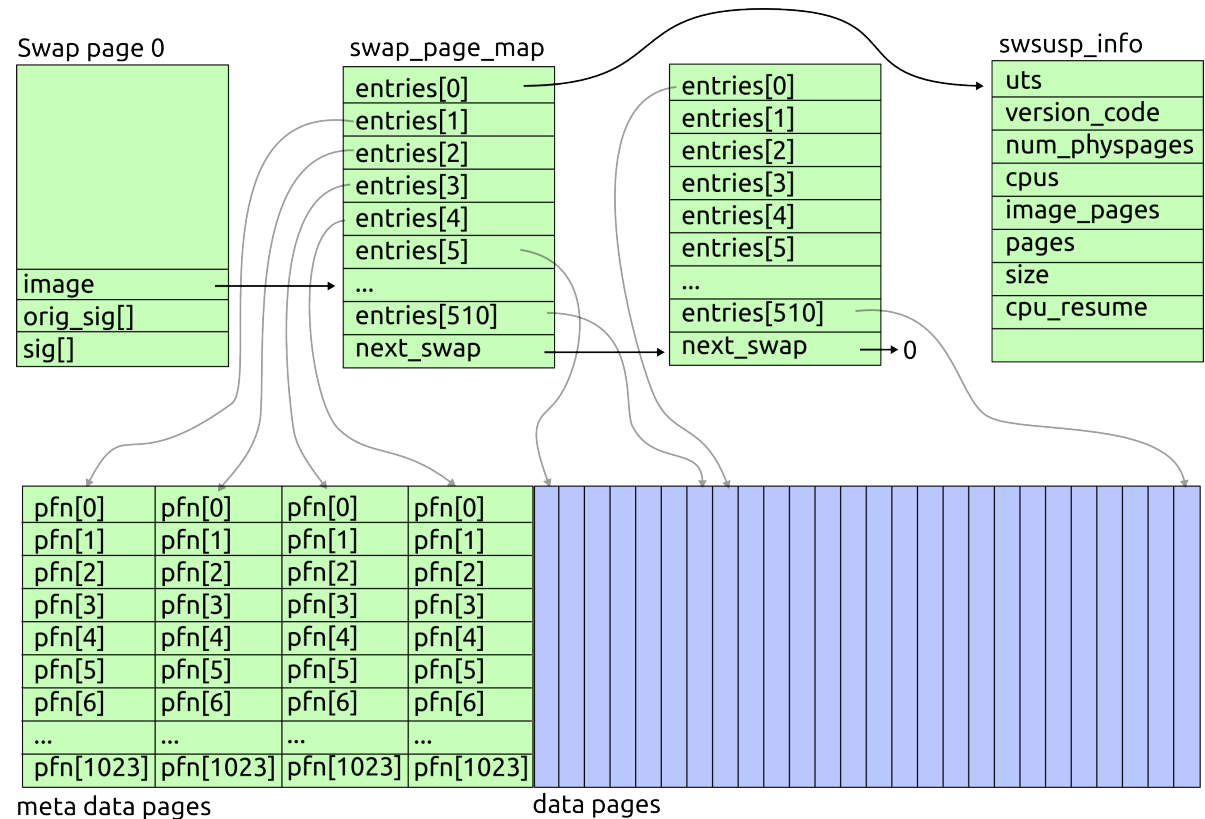 Swap page 0
image
orig_sig[]
sig[]
swap_page_map
entries[0]
entries[1]
entries[2]
entries[3]
entries[4]
entries[5]
...
entries[510]
next_swap
entries[0]
entries[1]
entries[2]
entries[3]
entries[4]
entries[5]
...
entries[510]
next_swap
0
swsusp_info
uts
version_code
num_physpages
cpus
image_pages
pages
size
cpu_resume
pfn[0] pfn[0] pfn[0] pfn[0]
pfn[1] pfn[1] pfn[1] pfn[1]
pfn[2] pfn[2] pfn[2] pfn[2]
pfn[3] pfn[3] pfn[3] pfn[3]
pfn[4] pfn[4] pfn[4] pfn[4]
pfn[5] pfn[5] pfn[5] pfn[5]
pfn[6] pfn[6] pfn[6] pfn[6]
... ... ... ...
pfn[1023] pfn[1023] pfn[1023] pfn[1023]
meta data pages
data pages